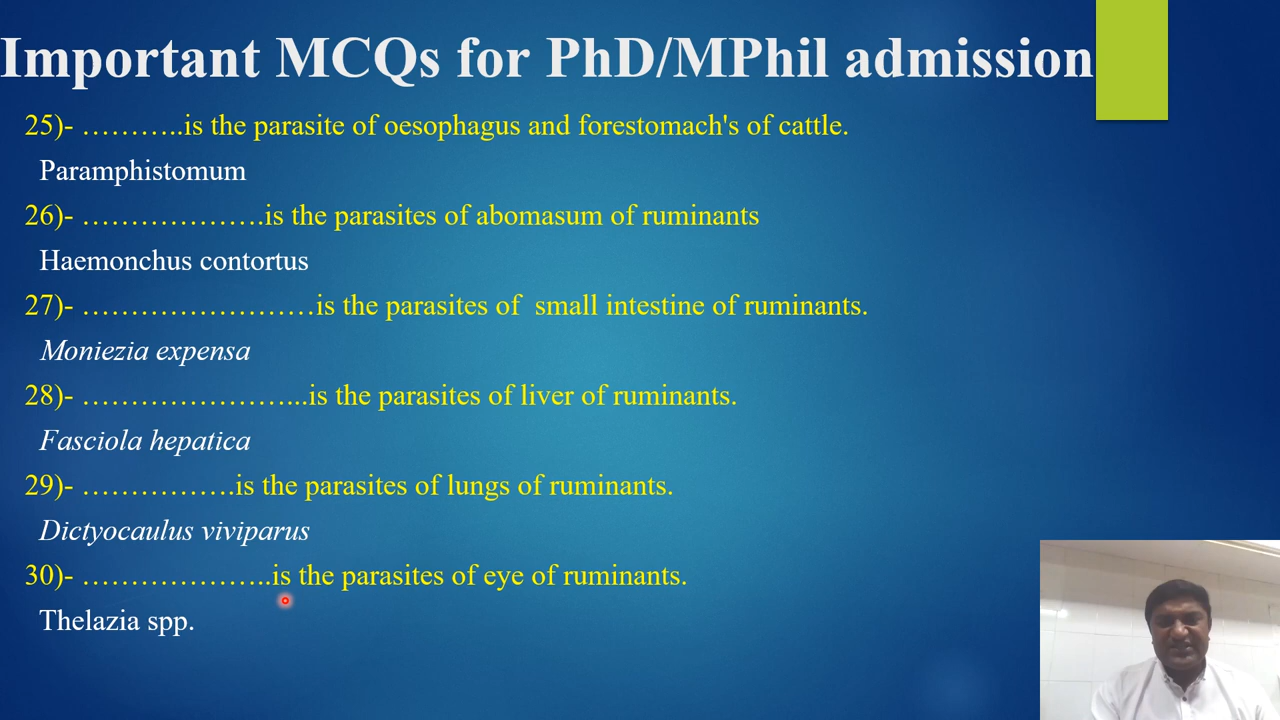 Important MCQs for PhD/MPhil admission
25)- ………..is the parasite of oesophagus and forestomach's of cattle.
Paramphistomum
26)- ……………….is the parasites of abomasum of ruminants
Haemonchus contortus
27)- ……………………is the parasites of  small intestine of ruminants.
Moniezia expensa
28)- …………………...is the parasites of liver of ruminants.
Fasciola hepatica
29)- …………….is the parasites of lungs of ruminants.
Dictyocaulus viviparus
30)- ………………..is the parasites of eye of ruminants.
Thelazia spp.